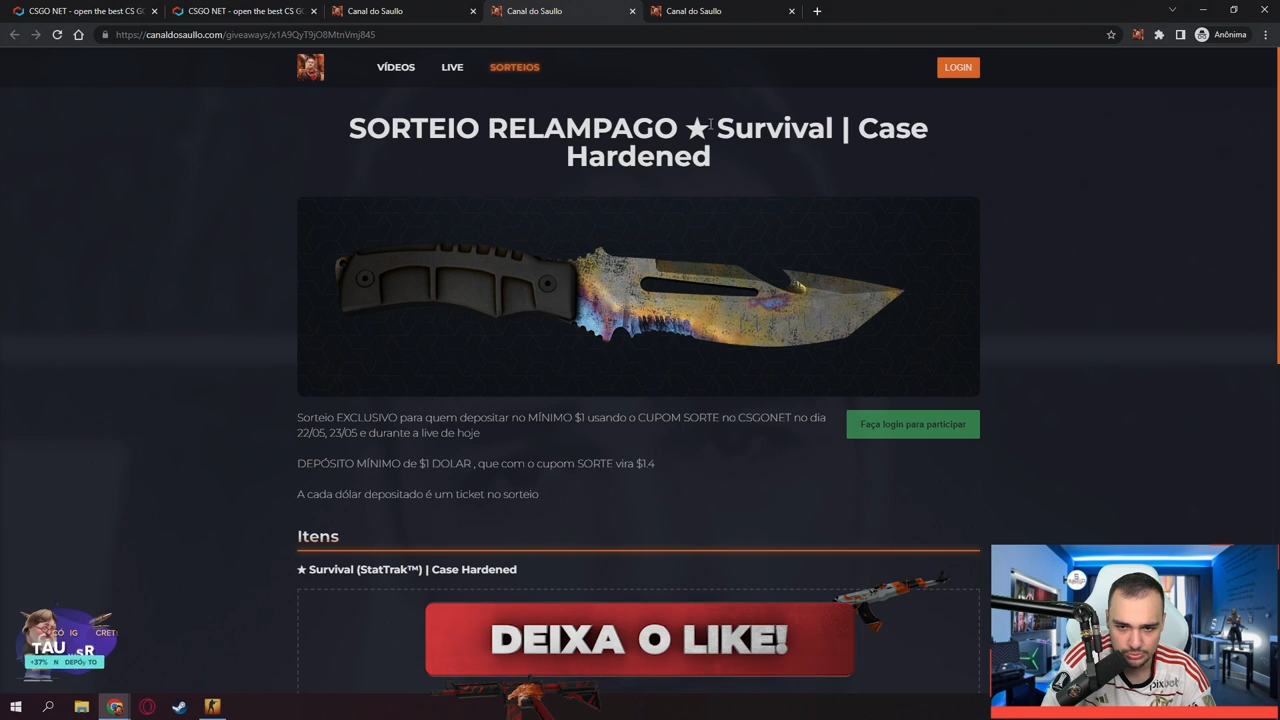 CSGO NET - open the best CS GO
CSGO NET - open the best CS GO
Canal do Saullo
Canal do Saullo
Canal do Saullo
https://canaldosaullo.com/giveaways/x1A9QyT9jO8MtnVmj845
Anônima
VÍDEOS
LIVE
SORTEIOS
LOGIN
SORTEIO RELAMPAGO ★ Survival | Case
Hardened
Sorteio EXCLUSIVO para quem depositar no MÍNIMO $1 usando o CUPOM SORTE no CSGONET no dia
22/05, 23/05 e durante a live de hoje
Faça login para participar
DEPÓSITO MÍNIMO de $1 DOLAR , que com o cupom SORTE vira $1.4
A cada dólar depositado é um ticket no sorteio
Itens
★ Survival (StatTrak™) | Case Hardened
DEIXA O LIKE!
+37%
pixbet